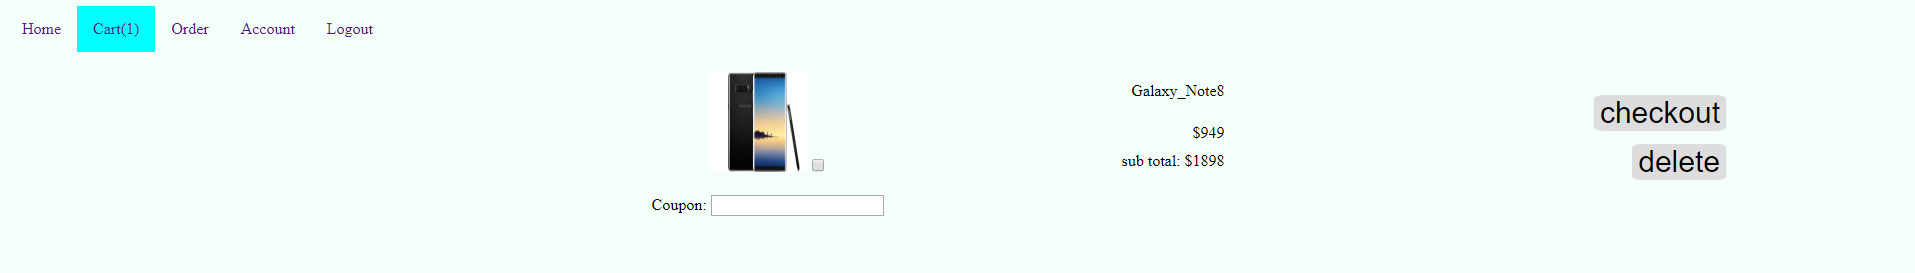 Home Cart(1) Order Account Logout
Galaxy_Note8
$949
sub total: $1898
checkout
delete
Coupon: